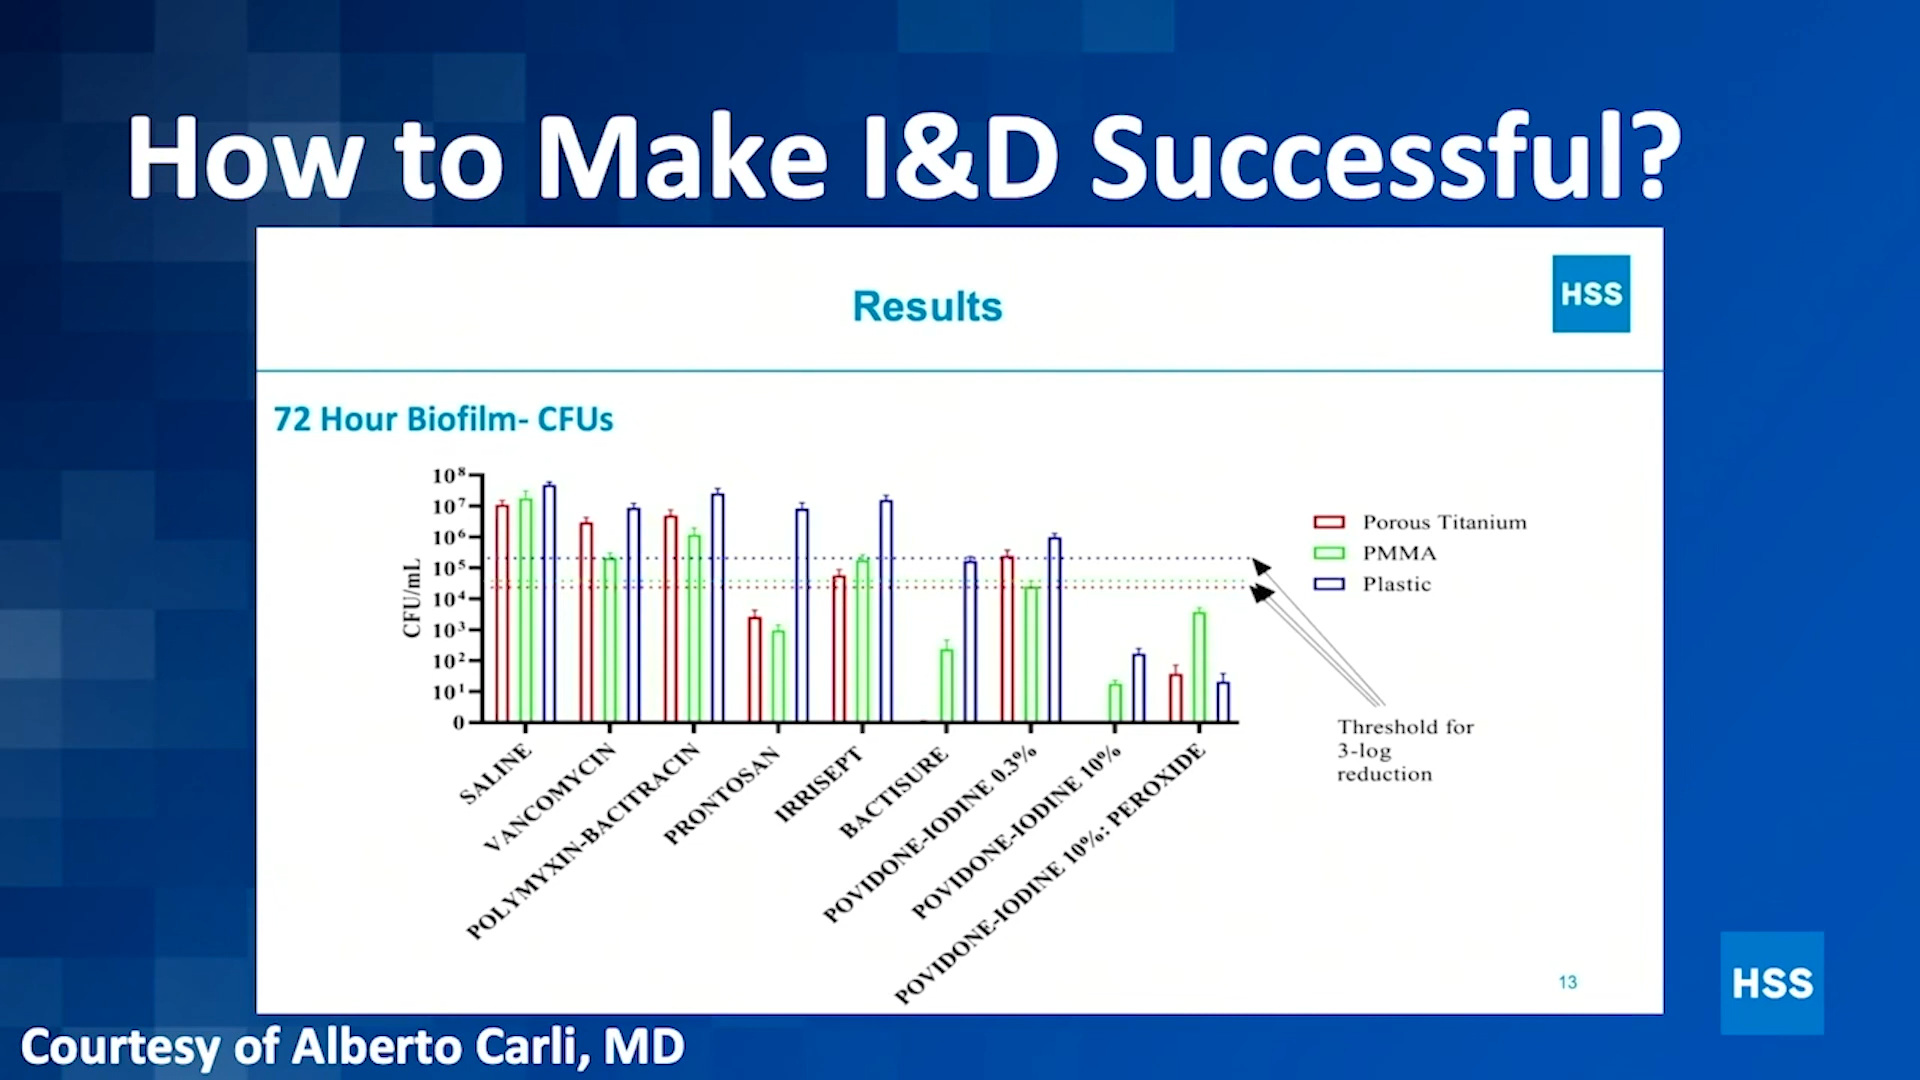 How to Make I&D Successful?
Results
HSS
72 Hour Biofilm- CFUs
CFU/mL
10⁸
10⁷
10⁶
10⁵
10⁴
10³
10²
10¹
0
SALINE
VANCOMYCIN
POLYMYXIN-BACITRACIN
PRONTOSAN
IRRISEPT
BACTISURE
POVIDONE-IODINE 0.3%
POVIDONE-IODINE 10%
POVIDONE-IODINE 10%: PEROXIDE
Porous Titanium
PMMA
Plastic
Threshold for
3-log
reduction
13
HSS
Courtesy of Alberto Carli, MD